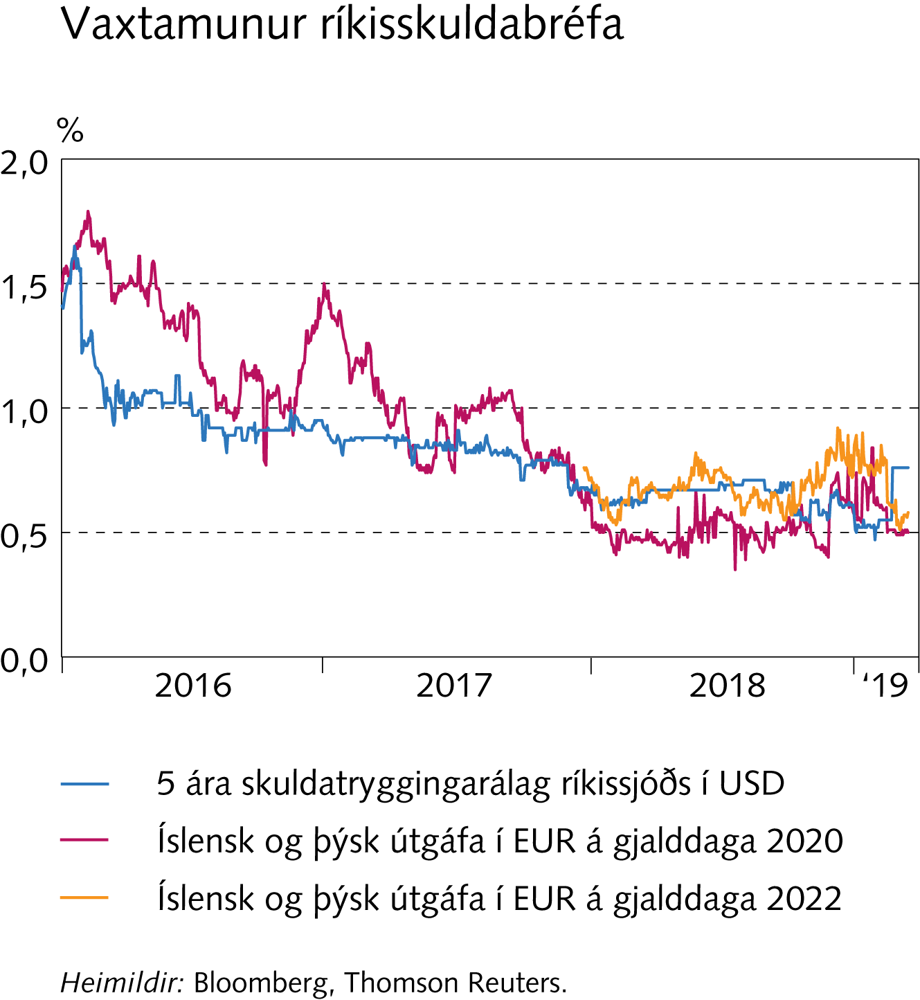 Vaxtamunur ríkisskuldabréfa
%
2,0
1,5
1,0
0,5
0,0
2016 2017 2018 ‘19
5 ára skuldatryggingarálag ríkissjóðs í USD
Íslensk og þýsk útgáfa í EUR á gjalddaga 2020
Íslensk og þýsk útgáfa í EUR á gjalddaga 2022
Heimildir: Bloomberg, Thomson Reuters.